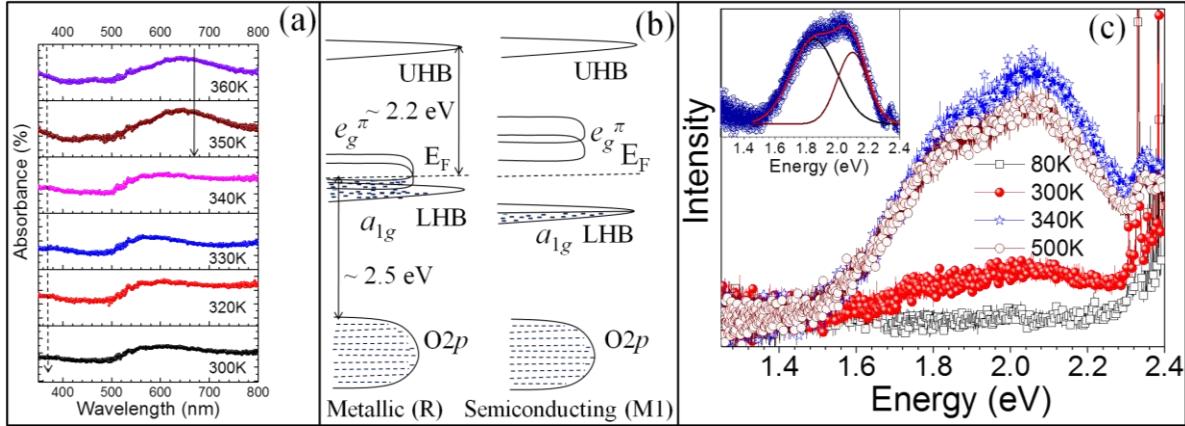 (a)
400 500 600 700 800
360K
350K
340K
330K
320K
300K
400 500 600 700 800
Absorbance (%)
Wavelength (nm)
(b)
UHB
UHB
~ 2.2 eV
e_g^π
E_F
e_g^π
E_F
LHB
a_1g
a_1g LHB
~ 2.5 eV
O2p
O2p
Metallic (R)
Semiconducting (M1)
(c)
Intensity
1.6 1.8 2.0 2.2 2.4
Energy (eV)
80K
300K
340K
500K
1.4 1.6 1.8 2.0 2.2 2.4
Energy (eV)